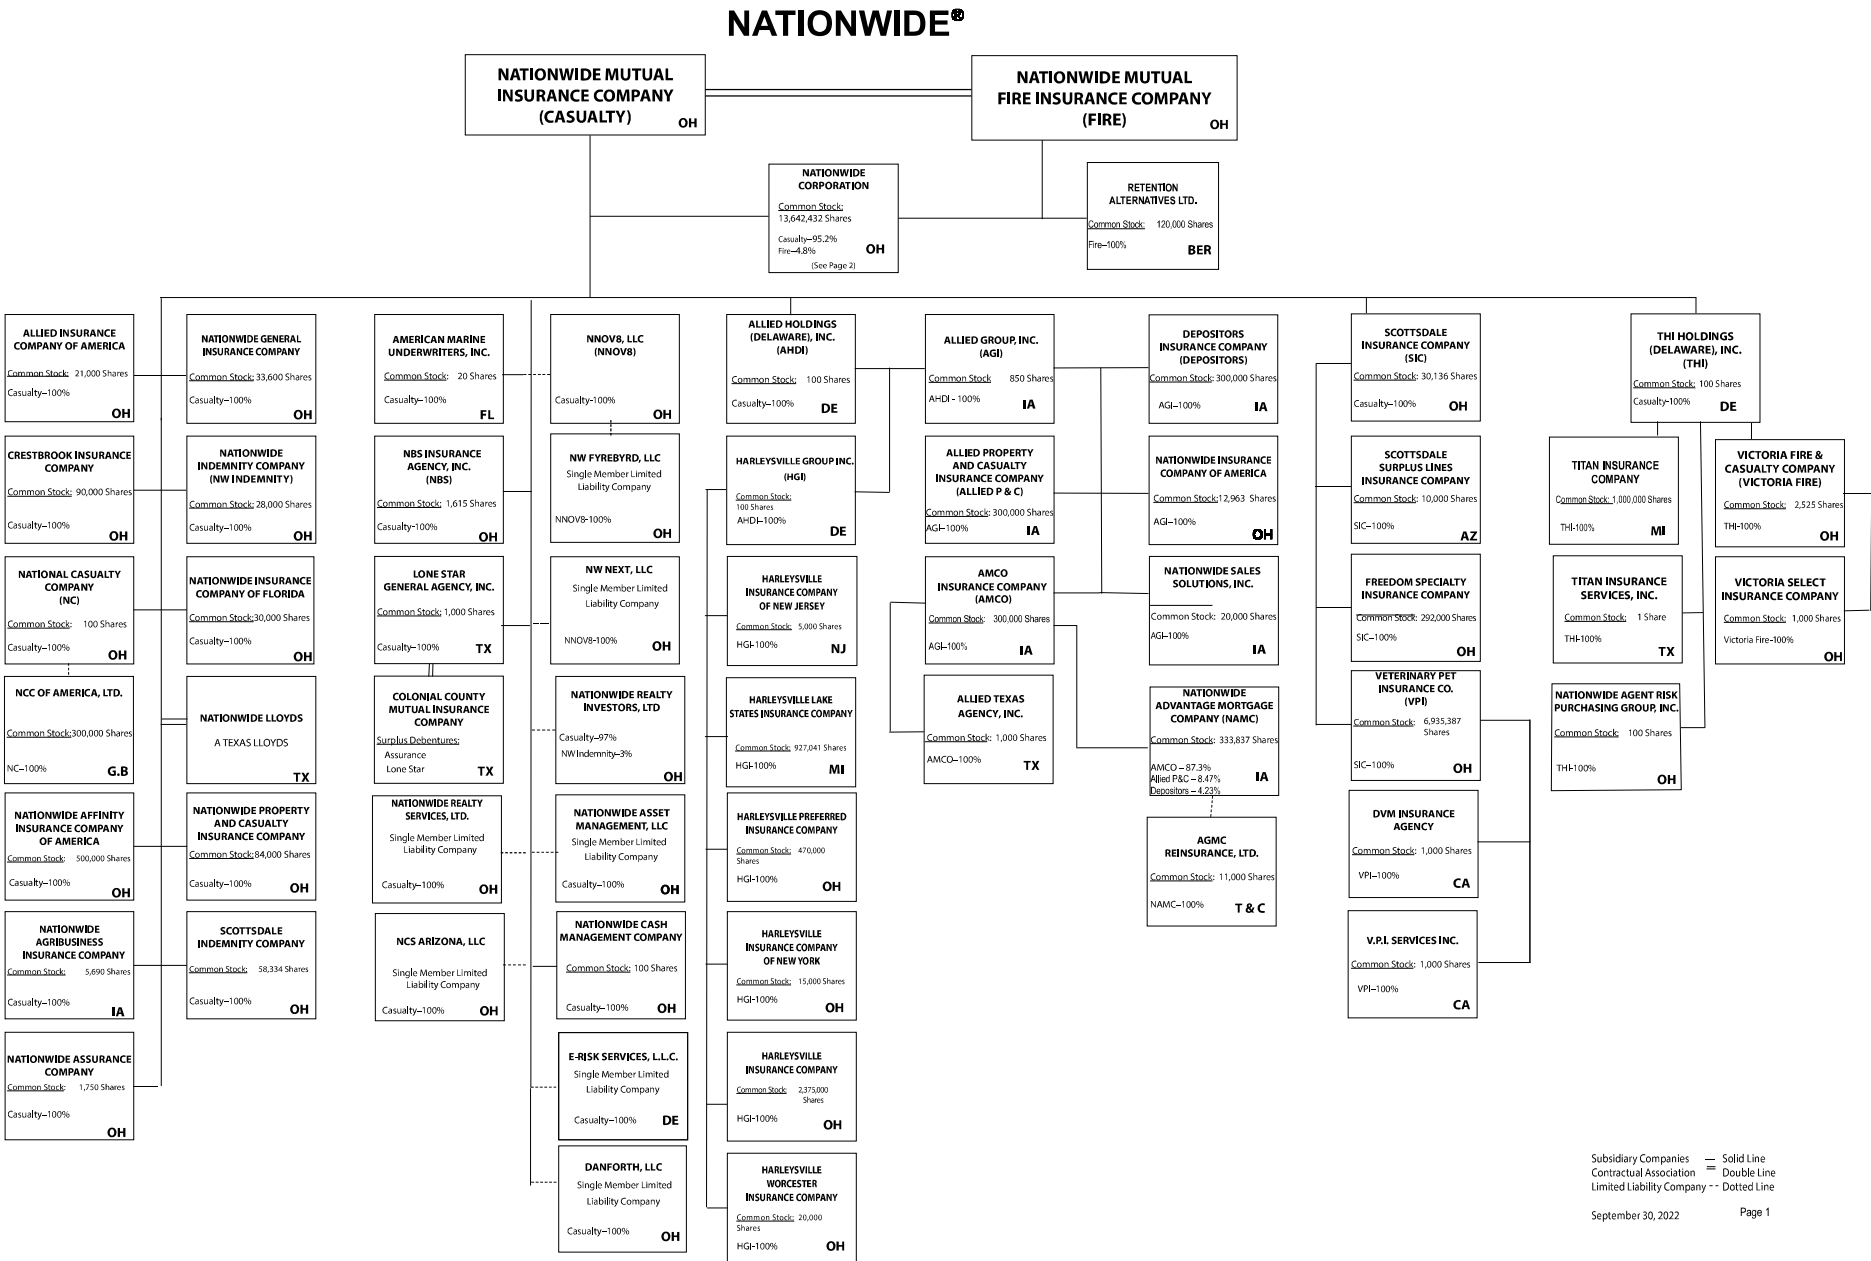 NATIONWIDE®
NATIONWIDE MUTUAL
INSURANCE COMPANY
(CASUALTY)
OH
NATIONWIDE MUTUAL
FIRE INSURANCE COMPANY
(FIRE)
OH
NATIONWIDE
CORPORATION
Common Stock:
13,642,432 Shares
Casualty–95.2%
Fire–4.8%
OH
(See Page 2)
RETENTION
ALTERNATIVES LTD.
Common Stock: 120,000 Shares
Fire–100%
BER
ALLIED INSURANCE
COMPANY OF AMERICA
Common Stock: 21,000 Shares
Casualty–100%
OH
CRESTBROOK INSURANCE
COMPANY
Common Stock: 90,000 Shares
Casualty–100%
OH
NATIONAL CASUALTY
COMPANY
(NC)
Common Stock: 100 Shares
Casualty–100%
OH
NCC OF AMERICA, LTD.
Common Stock:300,000 Shares
NC–100%
G.B
NATIONWIDE AFFINITY
INSURANCE COMPANY
OF AMERICA
Common Stock: 500,000 Shares
Casualty–100%
OH
NATIONWIDE
AGRIBUSINESS
INSURANCE COMPANY
Common Stock: 5,690 Shares
Casualty–100%
IA
NATIONWIDE ASSURANCE
COMPANY
Common Stock: 1,750 Shares
Casualty–100%
OH
NATIONWIDE GENERAL
INSURANCE COMPANY
Common Stock: 33,600 Shares
Casualty–100%
OH
NATIONWIDE
INDEMNITY COMPANY
(NW INDEMNITY)
Common Stock: 28,000 Shares
Casualty–100%
OH
NATIONWIDE INSURANCE
COMPANY OF FLORIDA
Common Stock:30,000 Shares
Casualty–100%
OH
NATIONWIDE LLOYDS
A TEXAS LLOYDS
TX
NATIONWIDE PROPERTY
AND CASUALTY
INSURANCE COMPANY
Common Stock:84,000 Shares
Casualty–100%
OH
SCOTTSDALE
INDEMNITY COMPANY
Common Stock: 58,334 Shares
Casualty–100%
OH
AMERICAN MARINE
UNDERWRITERS, INC.
Common Stock: 20 Shares
Casualty–100%
FL
NBS INSURANCE
AGENCY, INC.
(NBS)
Common Stock: 1,615 Shares
Casualty-100%
OH
LONE STAR
GENERAL AGENCY, INC.
Common Stock: 1,000 Shares
Casualty–100%
TX
COLONIAL COUNTY
MUTUAL INSURANCE
COMPANY
Surplus Debentures:
Assurance
Lone Star
TX
NATIONWIDE REALTY
SERVICES, LTD.
Single Member Limited
Liability Company
Casualty–100%
OH
NCS ARIZONA, LLC
Single Member Limited
Liability Company
Casualty–100%
OH
NNOV8, LLC
(NNOV8)
Casualty-100%
OH
NW FYREBYRD, LLC
Single Member Limited
Liability Company
NNOV8-100%
OH
NW NEXT, LLC
Single Member Limited
Liability Company
NNOV8-100%
OH
NATIONWIDE REALTY
INVESTORS, LTD
Casualty–97%
NW Indemnity–3%
OH
NATIONWIDE ASSET
MANAGEMENT, LLC
Single Member Limited
Liability Company
Casualty–100%
OH
NATIONWIDE CASH
MANAGEMENT COMPANY
Common Stock: 100 Shares
Casualty–100%
OH
E-RISK SERVICES, L.L.C.
Single Member Limited
Liability Company
Casualty–100%
DE
DANFORTH, LLC
Single Member Limited
Liability Company
Casualty–100%
OH
ALLIED HOLDINGS
(DELAWARE), INC.
(AHDI)
Common Stock: 100 Shares
Casualty–100%
DE
HARLEYSVILLE GROUP INC.
(HGI)
Common Stock:
100 Shares
AHDI–100%
DE
HARLEYSVILLE
INSURANCE COMPANY
OF NEW JERSEY
Common Stock: 5,000 Shares
HGI-100%
NJ
HARLEYSVILLE LAKE
STATES INSURANCE COMPANY
Common Stock: 927,041 Shares
HGI-100%
MI
HARLEYSVILLE PREFERRED
INSURANCE COMPANY
Common Stock: 470,000
Shares
HGI-100%
OH
HARLEYSVILLE
INSURANCE COMPANY
OF NEW YORK
Common Stock: 15,000 Shares
HGI-100%
OH
HARLEYSVILLE
INSURANCE COMPANY
Common Stock: 2,375,000
Shares
HGI-100%
OH
HARLEYSVILLE
WORCESTER
INSURANCE COMPANY
Common Stock: 20,000
Shares
HGI-100%
OH
ALLIED GROUP, INC.
(AGI)
Common Stock 850 Shares
AHDI - 100%
IA
ALLIED PROPERTY
AND CASUALTY
INSURANCE COMPANY
(ALLIED P & C)
Common Stock: 300,000 Shares
AGI–100%
IA
AMCO
INSURANCE COMPANY
(AMCO)
Common Stock: 300,000 Shares
AGI–100%
IA
ALLIED TEXAS
AGENCY, INC.
Common Stock: 1,000 Shares
AMCO–100%
TX
DEPOSITORS
INSURANCE COMPANY
(DEPOSITORS)
Common Stock: 300,000 Shares
AGI–100%
IA
NATIONWIDE INSURANCE
COMPANY OF AMERICA
Common Stock:12,963 Shares
AGI–100%
OH
NATIONWIDE SALES
SOLUTIONS, INC.
Common Stock: 20,000 Shares
AGI–100%
IA
NATIONWIDE
ADVANTAGE MORTGAGE
COMPANY (NAMC)
Common Stock: 333,837 Shares
AMCO – 87.3%
Allied P&C – 8.47%
Depositors – 4.23%
IA
AGMC
REINSURANCE, LTD.
Common Stock: 11,000 Shares
NAMC–100%
T & C
SCOTTSDALE
INSURANCE COMPANY
(SIC)
Common Stock: 30,136 Shares
Casualty–100%
OH
SCOTTSDALE
SURPLUS LINES
INSURANCE COMPANY
Common Stock: 10,000 Shares
SIC–100%
AZ
FREEDOM SPECIALTY
INSURANCE COMPANY
Common Stock: 292,000 Shares
SIC–100%
OH
VETERINARY PET
INSURANCE CO.
(VPI)
Common Stock: 6,935,387
Shares
SIC–100%
OH
DVM INSURANCE
AGENCY
Common Stock: 1,000 Shares
VPI–100%
CA
V.P.I. SERVICES INC.
Common Stock: 1,000 Shares
VPI–100%
CA
THI HOLDINGS
(DELAWARE), INC.
(THI)
Common Stock: 100 Shares
Casualty-100%
DE
TITAN INSURANCE
COMPANY
Common Stock: 1,000,000 Shares
THI-100%
MI
TITAN INSURANCE
SERVICES, INC.
Common Stock: 1 Share
THI-100%
TX
NATIONWIDE AGENT RISK
PURCHASING GROUP, INC.
Common Stock: 100 Shares
THI-100%
OH
VICTORIA FIRE &
CASUALTY COMPANY
(VICTORIA FIRE)
Common Stock: 2,525 Shares
THI-100%
OH
VICTORIA SELECT
INSURANCE COMPANY
Common Stock: 1,000 Shares
Victoria Fire–100%
OH
Subsidiary Companies — Solid Line
Contractual Association = Double Line
Limited Liability Company -- Dotted Line
September 30, 2022
Page 1